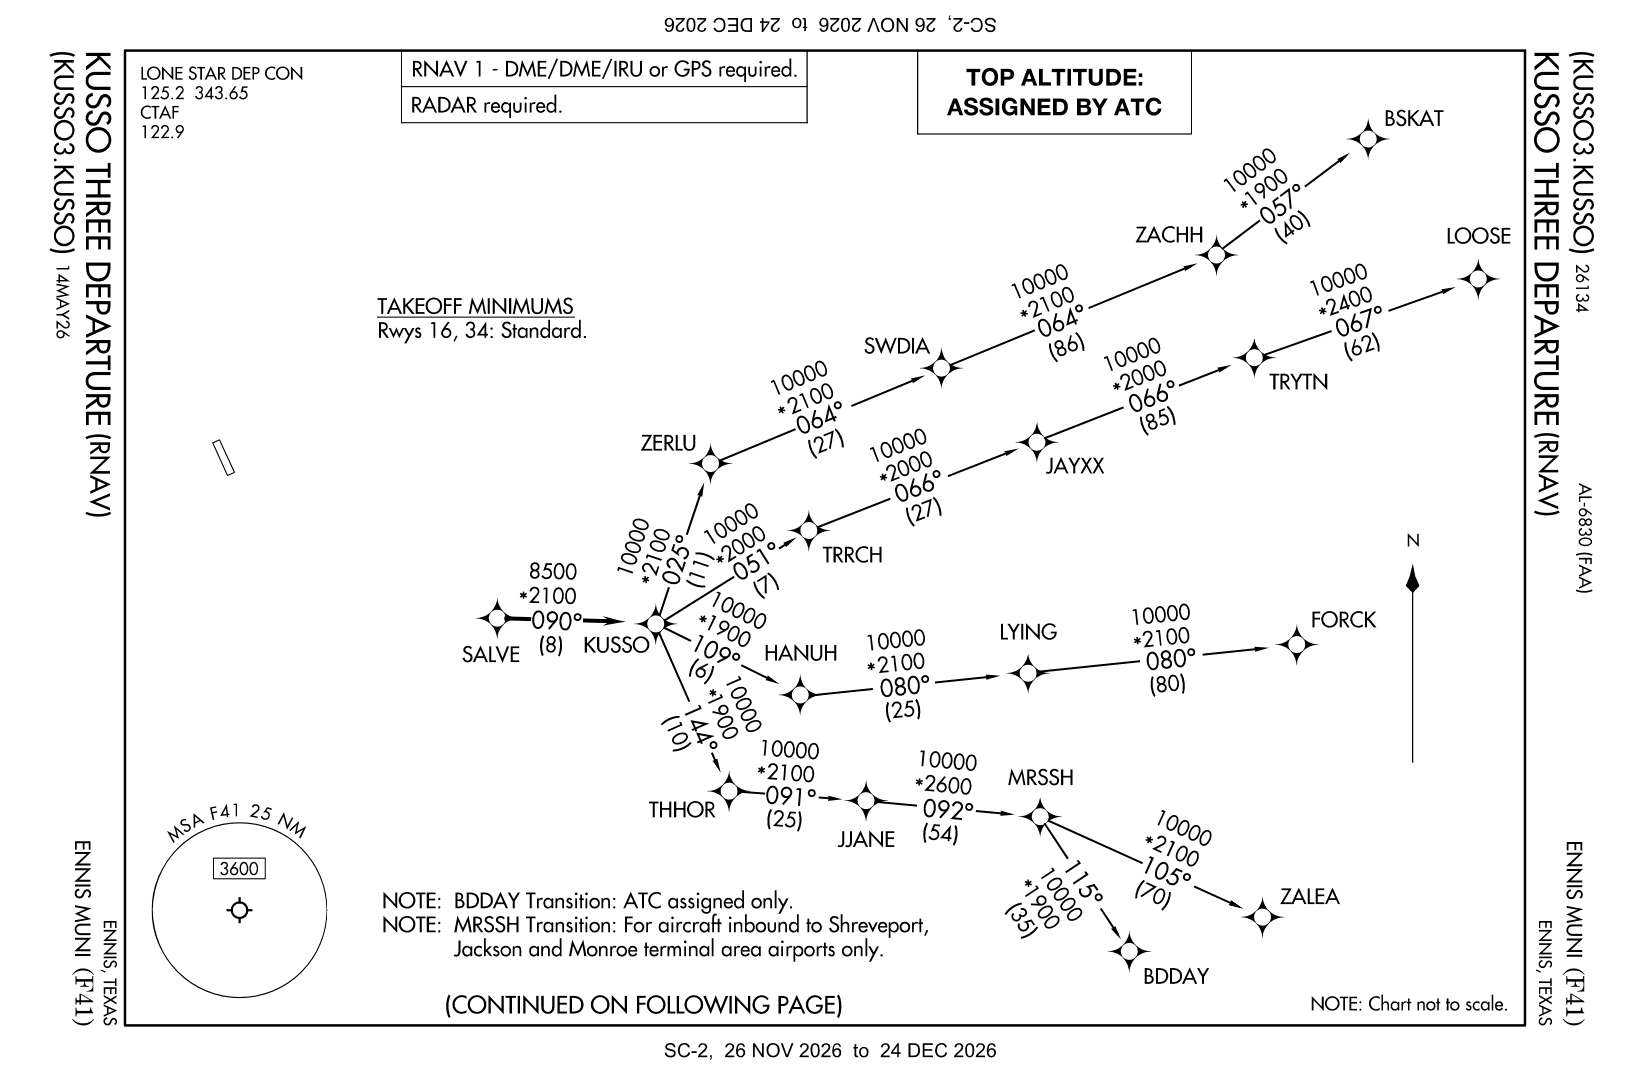 SC-2, 26 NOV 2026 to 24 DEC 2026
(KUSSO3.KUSSO) 14MAY26
KUSSO THREE DEPARTURE (RNAV)
ENNIS MUNI (F41)
ENNIS, TEXAS
LONE STAR DEP CON
125.2 343.65
CTAF
122.9
RNAV 1 - DME/DME/IRU or GPS required.
RADAR required.
TOP ALTITUDE:
ASSIGNED BY ATC
TAKEOFF MINIMUMS
Rwys 16, 34: Standard.
BSKAT
10000
*1900
057°
(40)
ZACHH
LOOSE
10000
*2100
064°
(86)
10000
*2400
067°
(62)
SWDIA
TRYTN
10000
*2100
064°
(27)
10000
*2000
066°
(85)
ZERLU
JAYXX
10000
*2000
066°
(27)
10000
*2100
025°
(11)
10000
*2000
051°
(7)
TRRCH
N
8500
*2100
090°
(8)
SALVE
KUSSO
10000
*1900
109°
(6)
HANUH
10000
*2100
080°
(25)
LYING
10000
*2100
080°
(80)
FORCK
10000
*1900
144°
(10)
THHOR
10000
*2100
091°
(25)
JJANE
10000
*2600
092°
(54)
MRSSH
10000
*2100
105°
(70)
ZALEA
115°
10000
*1900
(35)
BDDAY
MSA F41 25 NM
3600
NOTE: BDDAY Transition: ATC assigned only.
NOTE: MRSSH Transition: For aircraft inbound to Shreveport,
Jackson and Monroe terminal area airports only.
(CONTINUED ON FOLLOWING PAGE)
NOTE: Chart not to scale.
KUSSO THREE DEPARTURE (RNAV)
(KUSSO3.KUSSO) 26134
AL-6830 (FAA)
ENNIS MUNI (F41)
ENNIS, TEXAS
SC-2, 26 NOV 2026 to 24 DEC 2026